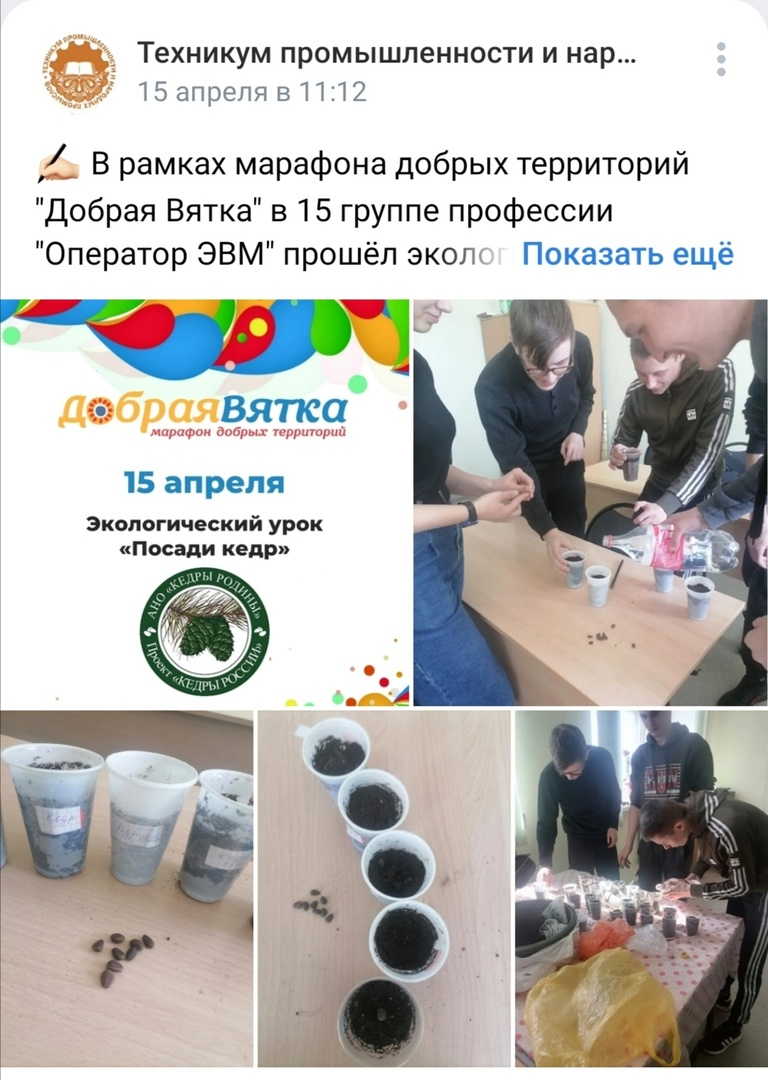 Техникум промышленности и нар...
15 апреля в 11:12
В рамках марафона добрых территорий
"Добрая Вятка" в 15 группе профессии
"Оператор ЭВМ" прошёл эколог Показать ещё
ДобраяВятка
марафон добрых территорий
15 апреля
Экологический урок
«Посади кедр»
АНО «КЕДРЫ РОДИНЫ»
Проект «КЕДРЫ РОССИИ»